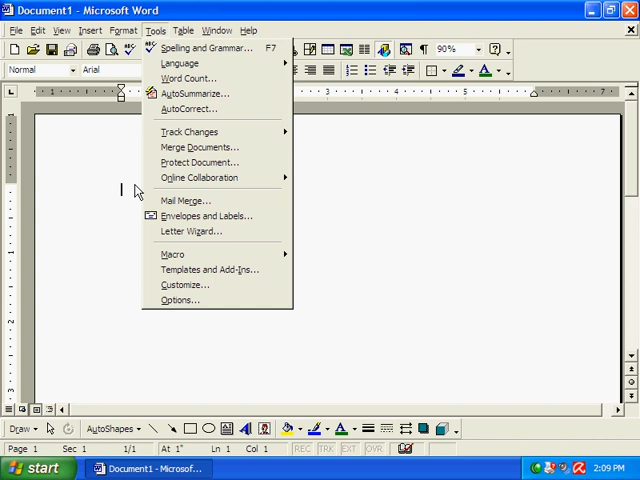 Document1 - Microsoft Word
File Edit View Insert Format Tools Table Window Help
90%
Normal Arial
Spelling and Grammar... F7
Language
Word Count...
AutoSummarize...
AutoCorrect...
Track Changes
Merge Documents...
Protect Document...
Online Collaboration
Mail Merge...
Envelopes and Labels...
Letter Wizard...
Macro
Templates and Add-Ins...
Customize...
Options...
Draw AutoShapes
Page 1 Sec 1 1/1 At 1" Ln 1 Col 1 REC TRK EXT OVR
start Document1 - Microsof... 2:09 PM